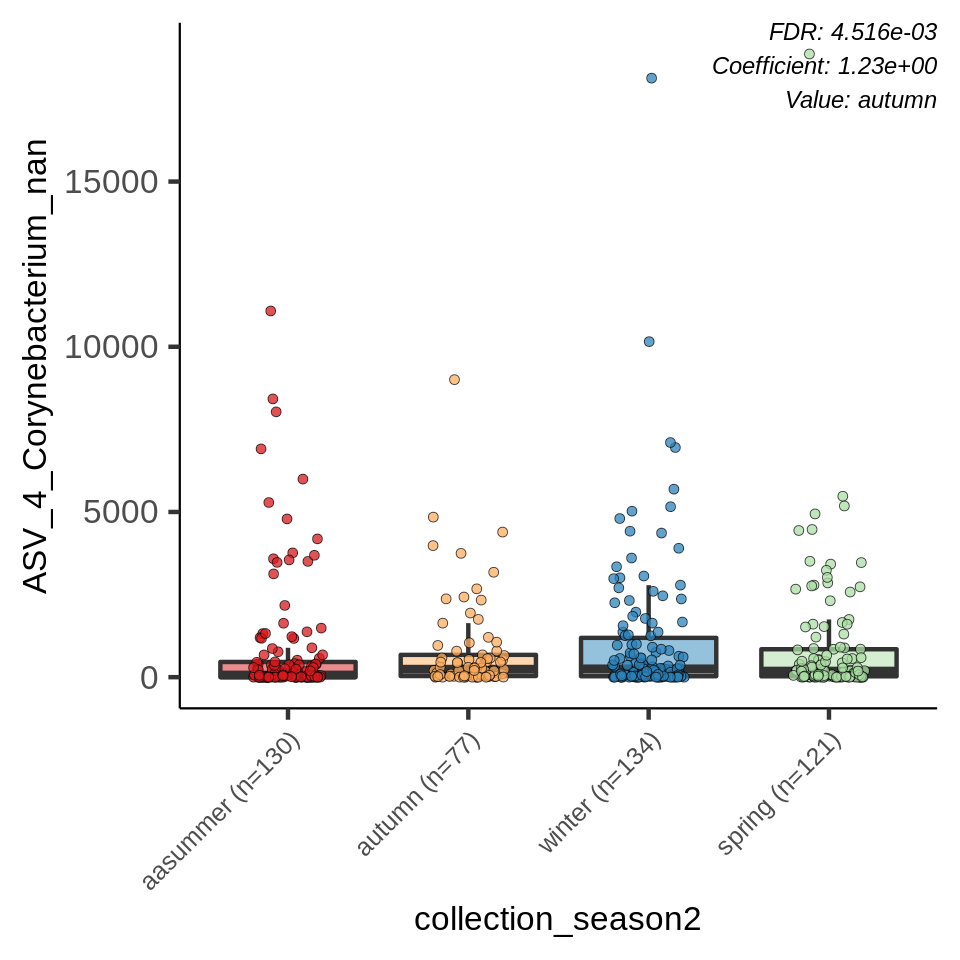 FDR: 4.516e-03
Coefficient: 1.23e+00
Value: autumn
ASV_4_Corynebacterium_nan
15000
10000
5000
0
aasummer (n=130)
autumn (n=77)
winter (n=134)
spring (n=121)
collection_season2